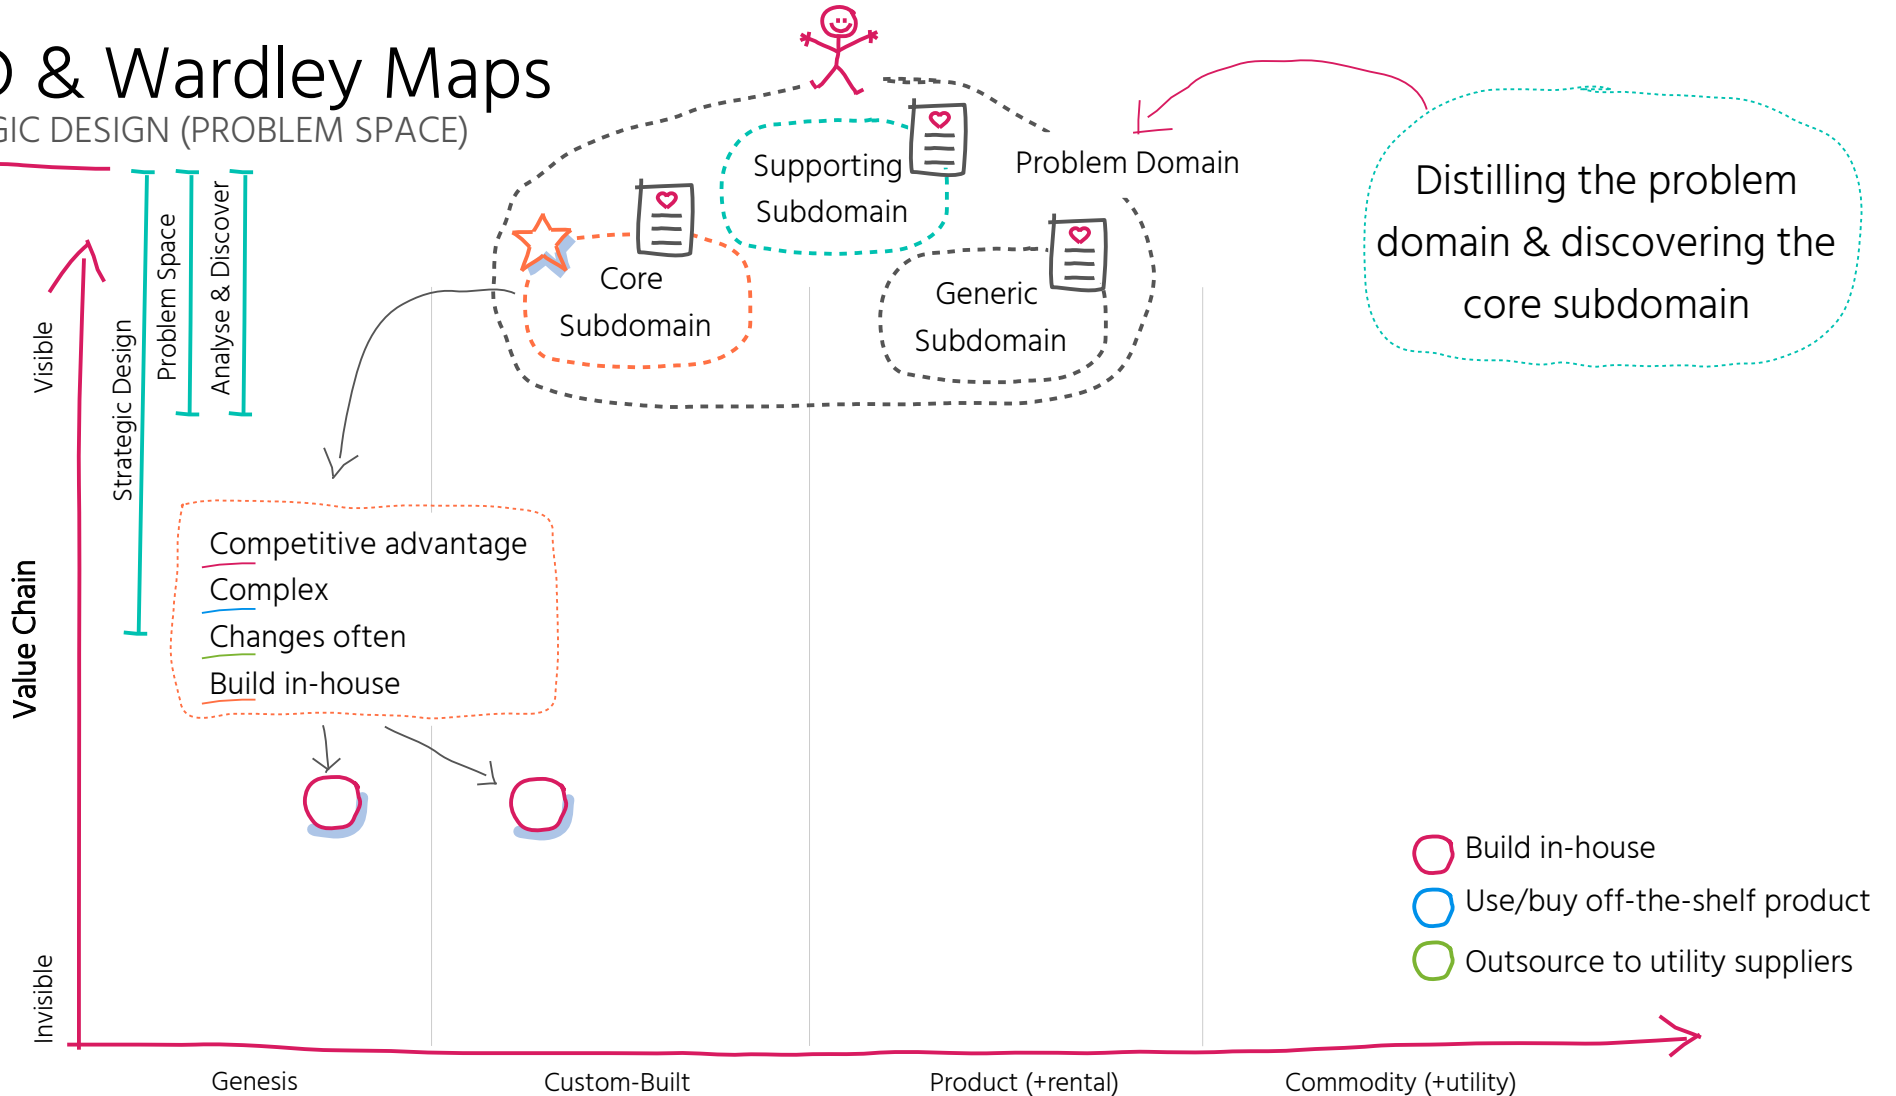 & Wardley Maps
DESIGN (PROBLEM SPACE)
Supporting
Subdomain
Problem Domain
Core
Subdomain
Generic
Subdomain
Distilling the problem
domain & discovering the
core subdomain
Visible
Strategic Design
Problem Space
Analyse & Discover
Competitive advantage
Complex
Changes often
Build in-house
Value Chain
Invisible
Build in-house
Use/buy off-the-shelf product
Outsource to utility suppliers
Genesis
Custom-Built
Product (+rental)
Commodity (+utility)